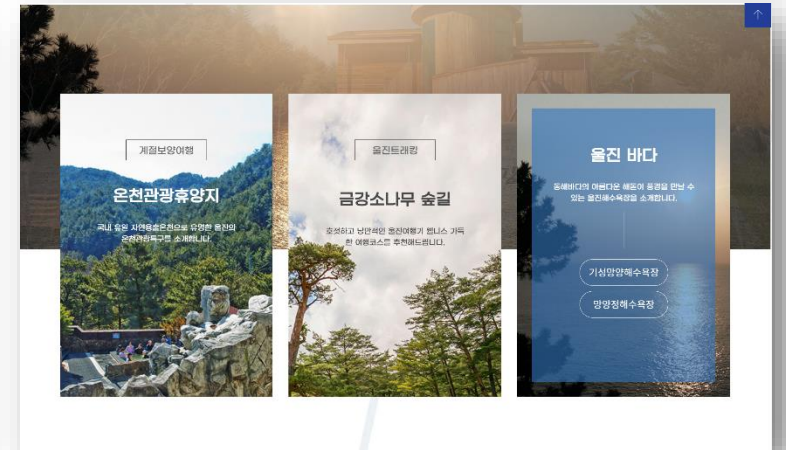 계절보양여행
온천관광휴양지
국내 유일 자연용출온천으로 유명한 울진의
온천관광특구를 소개합니다.
울진트래킹
금강소나무 숲길
호젓하고 낭만적인 울진여행기 웰니스 가득
한 여행코스를 추천해드립니다.
울진 바다
동해바다의 아름다운 해돋이 풍경을 만날 수
있는 울진해수욕장을 소개합니다.
기성망양해수욕장
망양정해수욕장